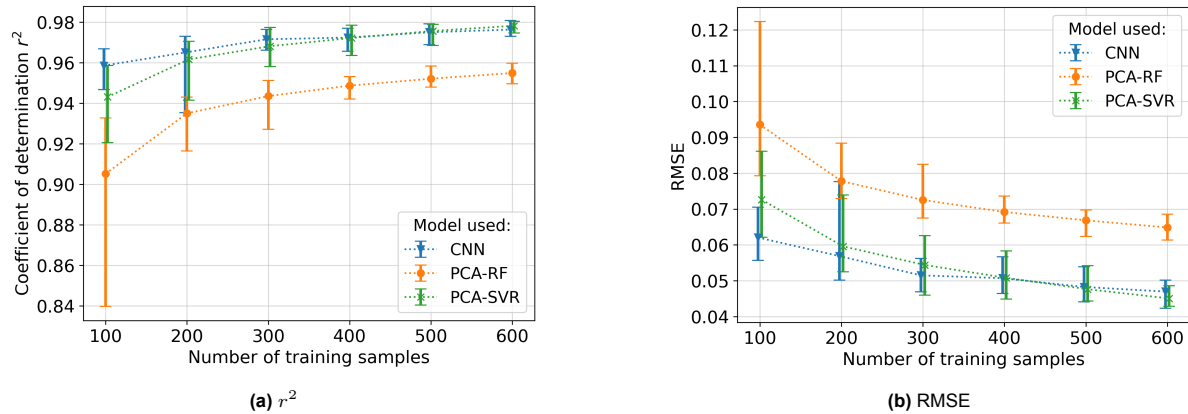 0.98
0.96
0.94
0.92
0.90
0.88
0.86
0.84
Coefficient of determination r²
100 200 300 400 500 600
Number of training samples
Model used:
CNN
PCA-RF
PCA-SVR
(a) r²
0.12
0.11
0.10
0.09
0.08
0.07
0.06
0.05
0.04
RMSE
100 200 300 400 500 600
Number of training samples
Model used:
CNN
PCA-RF
PCA-SVR
(b) RMSE